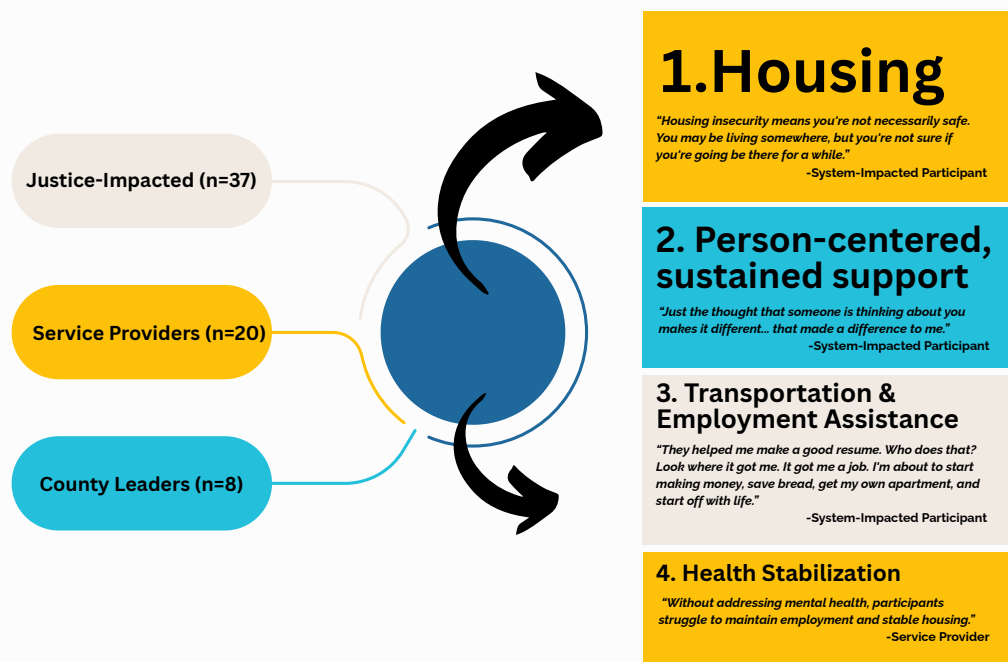 Justice-Impacted (n=37)
Service Providers (n=20)
County Leaders (n=8)
1.Housing
“Housing insecurity means you're not necessarily safe.
You may be living somewhere, but you're not sure if
you're going be there for a while.”
-System-Impacted Participant
2. Person-centered,
sustained support
“Just the thought that someone is thinking about you
makes it different... that made a difference to me.”
-System-Impacted Participant
3. Transportation &
Employment Assistance
“They helped me make a good resume. Who does that?
Look where it got me. It got me a job. I'm about to start
making money, save bread, get my own apartment, and
start off with life.”
-System-Impacted Participant
4. Health Stabilization
“Without addressing mental health, participants
struggle to maintain employment and stable housing.”
-Service Provider